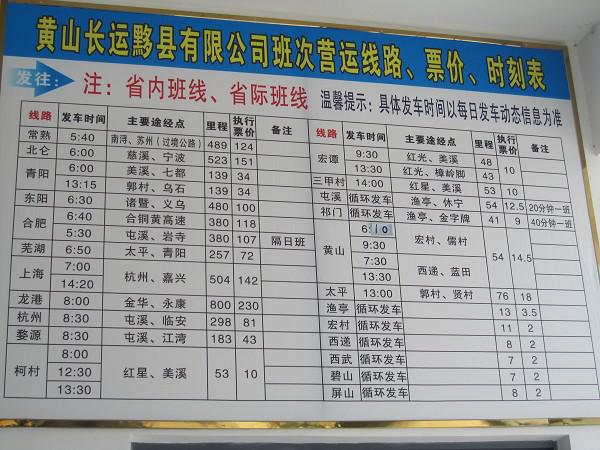 黄山长运黟县有限公司班次营运线路、票价、时刻表
发往： 注：省内班线、省际班线 温馨提示：具体发车时间以每日发车动态信息为准
线路 发车时间 主要途经点 里程 执行票价 备注
常熟 5:40 南浔、苏州（过境公路） 489 124
北仑 6:00 慈溪、宁波 523 151
青阳 6:00 美溪、七都 139 34
13:15 郭村、乌石 139 34
东阳 6:30 诸暨、义乌 480 100
合肥 6:40 合铜黄高速 380 118
5:30 屯溪、岩寺 380 107 隔日班
芜湖 6:50 太平、青阳 257 72
上海 7:00 杭州、嘉兴 504 142
14:20
龙港 8:00 金华、永康 800 230
杭州 8:30 屯溪、临安 298 81
婺源 8:30 屯溪、江湾 183 43
柯村 8:00 红星、美溪 53 10
12:30
13:30
线路 发车时间 主要途经点 里程 执行票价 备注
宏谭 9:30 红光、美溪 48 10
13:30 红光、樟岭脚 43
三甲村 14:00 红星、美溪 53 10
屯溪 循环发车 渔亭、休宁 54 12.5 20分钟一班
祁门 循环发车 渔亭、金字牌 41 9 40分钟一班
黄山 6:10 宏村、儒村 54 14.5
9:30
7:30 西递、蓝田
13:30
太平 13:00 郭村、贤村 76 18
渔亭 循环发车 13 3.5
宏村 循环发车 11 2
西递 循环发车 8 2
西武 循环发车 7 2
碧山 循环发车 7 2
屏山 循环发车 8 2